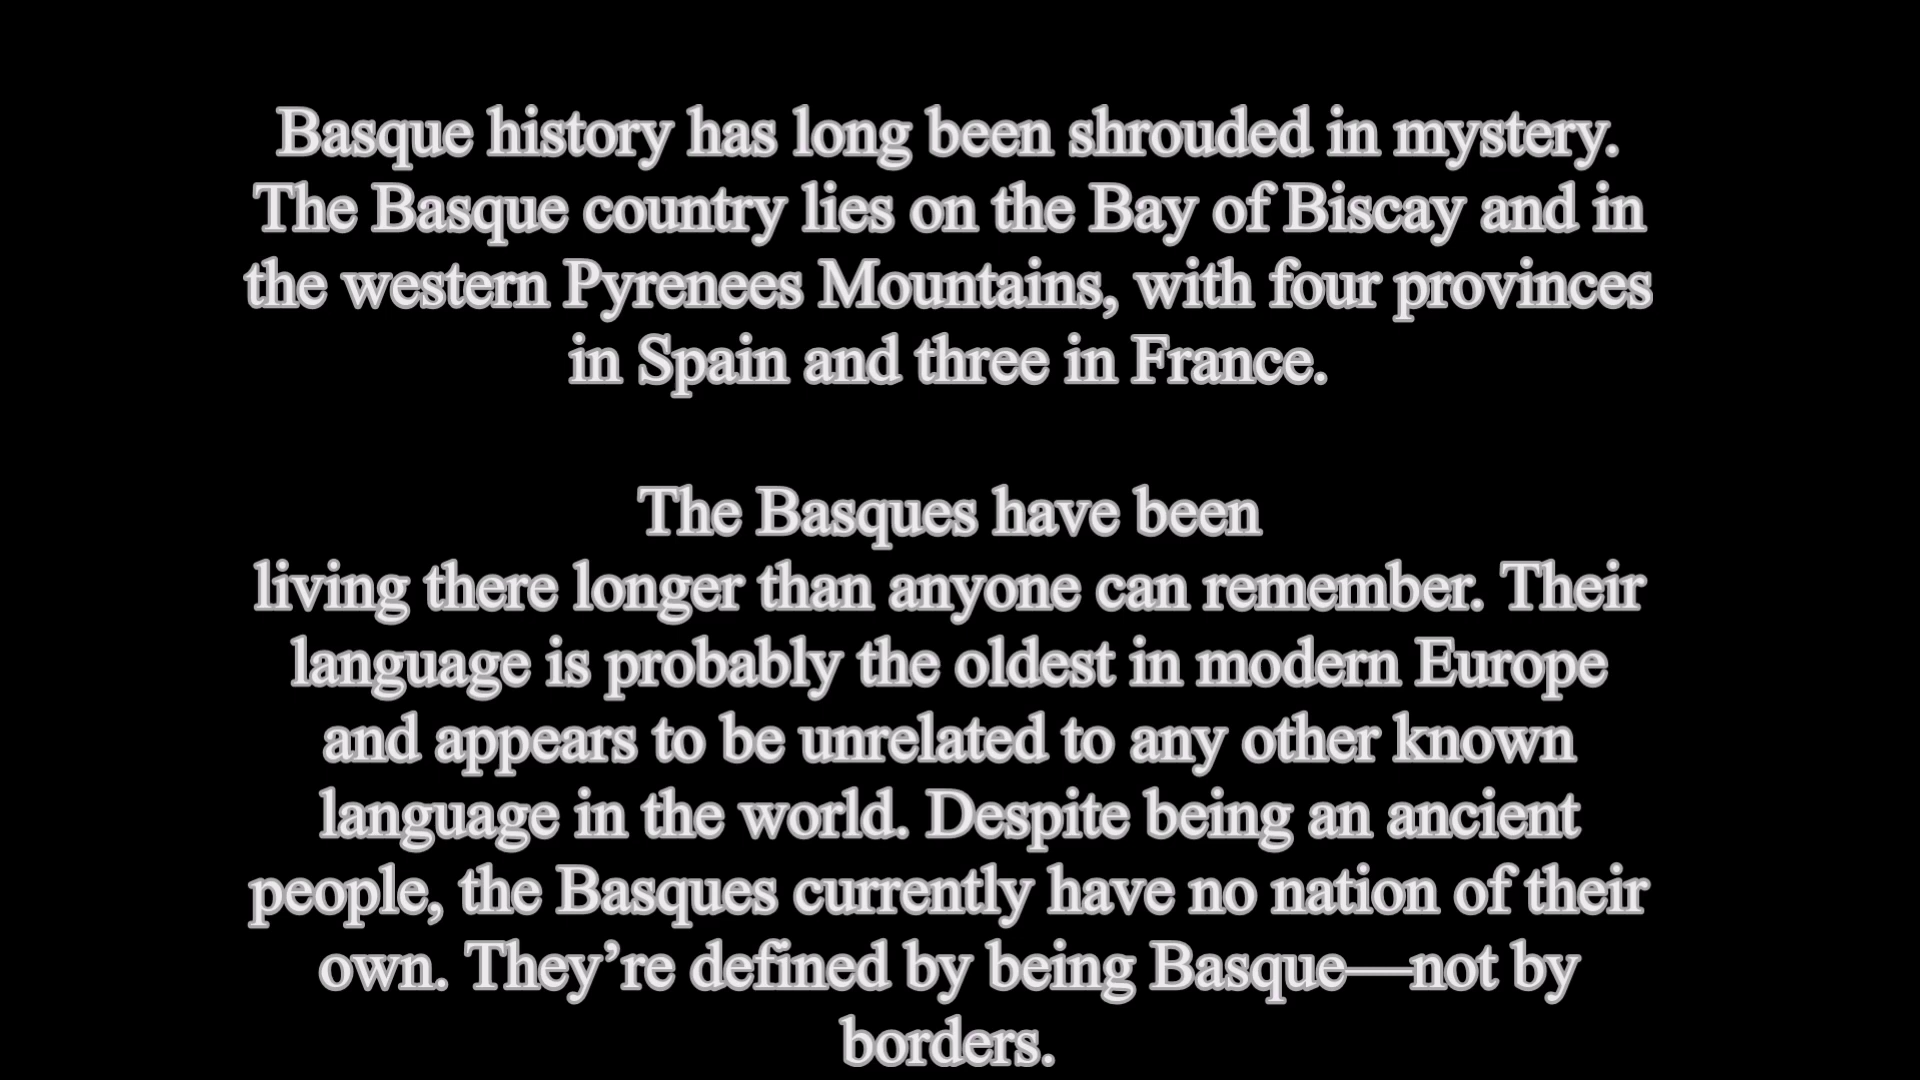 Basque history has long been shrouded in mystery.
The Basque country lies on the Bay of Biscay and in
the western Pyrenees Mountains, with four provinces
in Spain and three in France.
The Basques have been
living there longer than anyone can remember. Their
language is probably the oldest in modern Europe
and appears to be unrelated to any other known
language in the world. Despite being an ancient
people, the Basques currently have no nation of their
own. They’re defined by being Basque—not by
borders.